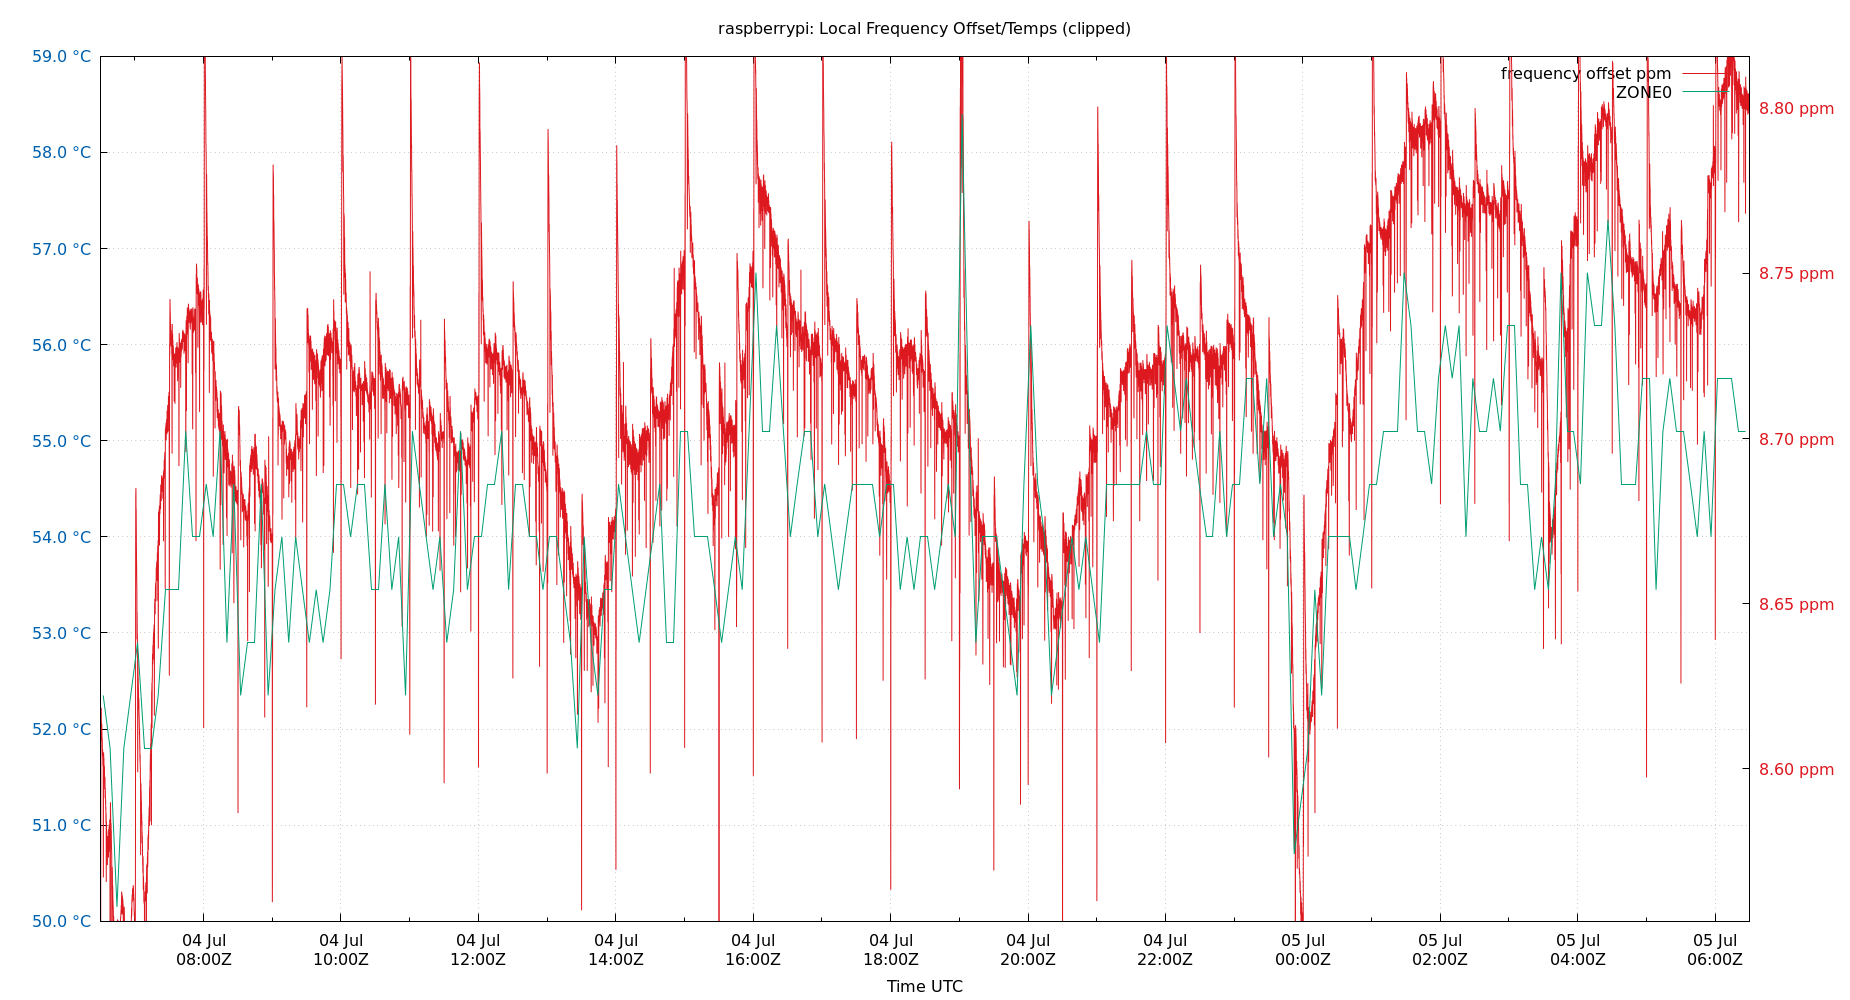 raspberrypi: Local Frequency Offset/Temps (clipped)
59.0 °C
58.0 °C
57.0 °C
56.0 °C
55.0 °C
54.0 °C
53.0 °C
52.0 °C
51.0 °C
50.0 °C
frequency offset ppm
ZONE0
8.80 ppm
8.75 ppm
8.70 ppm
8.65 ppm
8.60 ppm
04 Jul 04 Jul 04 Jul 04 Jul 04 Jul 04 Jul 04 Jul 04 Jul 05 Jul 05 Jul 05 Jul 05 Jul
08:00Z 10:00Z 12:00Z 14:00Z 16:00Z 18:00Z 20:00Z 22:00Z 00:00Z 02:00Z 04:00Z 06:00Z
Time UTC